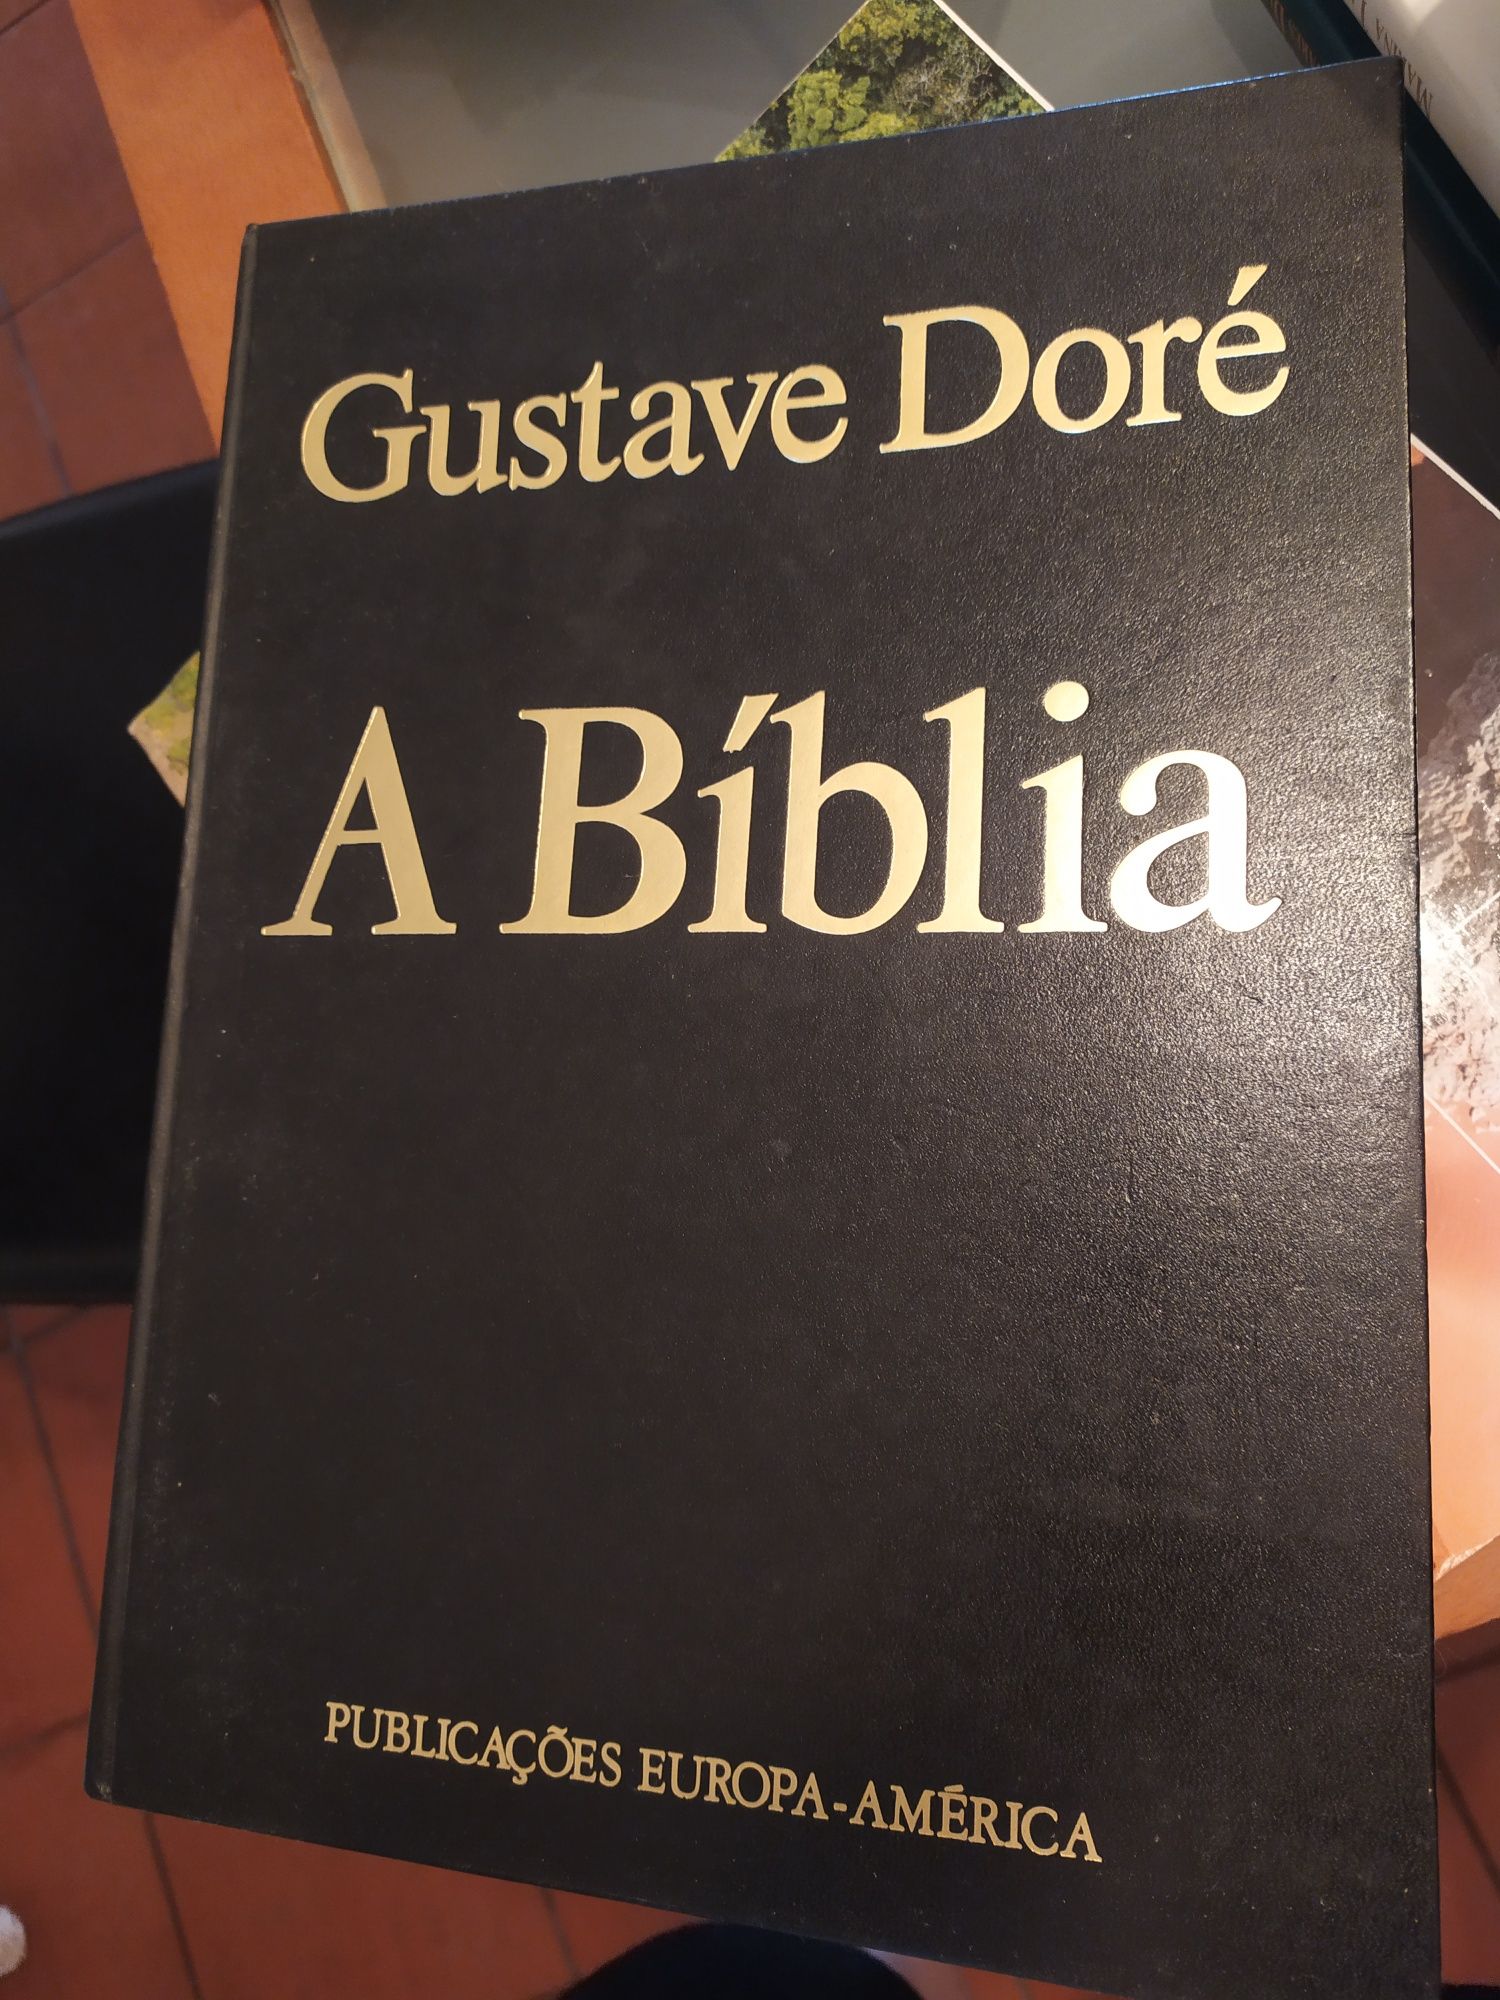 Gustave Doré
A Bíblia
PUBLICAÇÕES EUROPA-AMÉRICA